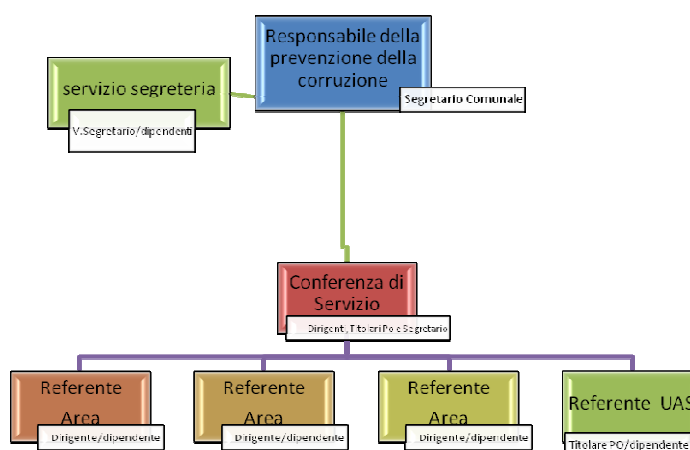 Responsabile della
prevenzione della
corruzione
Segretario Comunale
servizio segreteria
V.Segretario/dipendenti
Conferenza di
Servizio
Dirigenti, Titolari Po e Segretario
Referente
Area
Dirigente/dipendente
Referente
Area
Dirigente/dipendente
Referente
Area
Dirigente/dipendente
Referente UAS
Titolare PO/dipendente